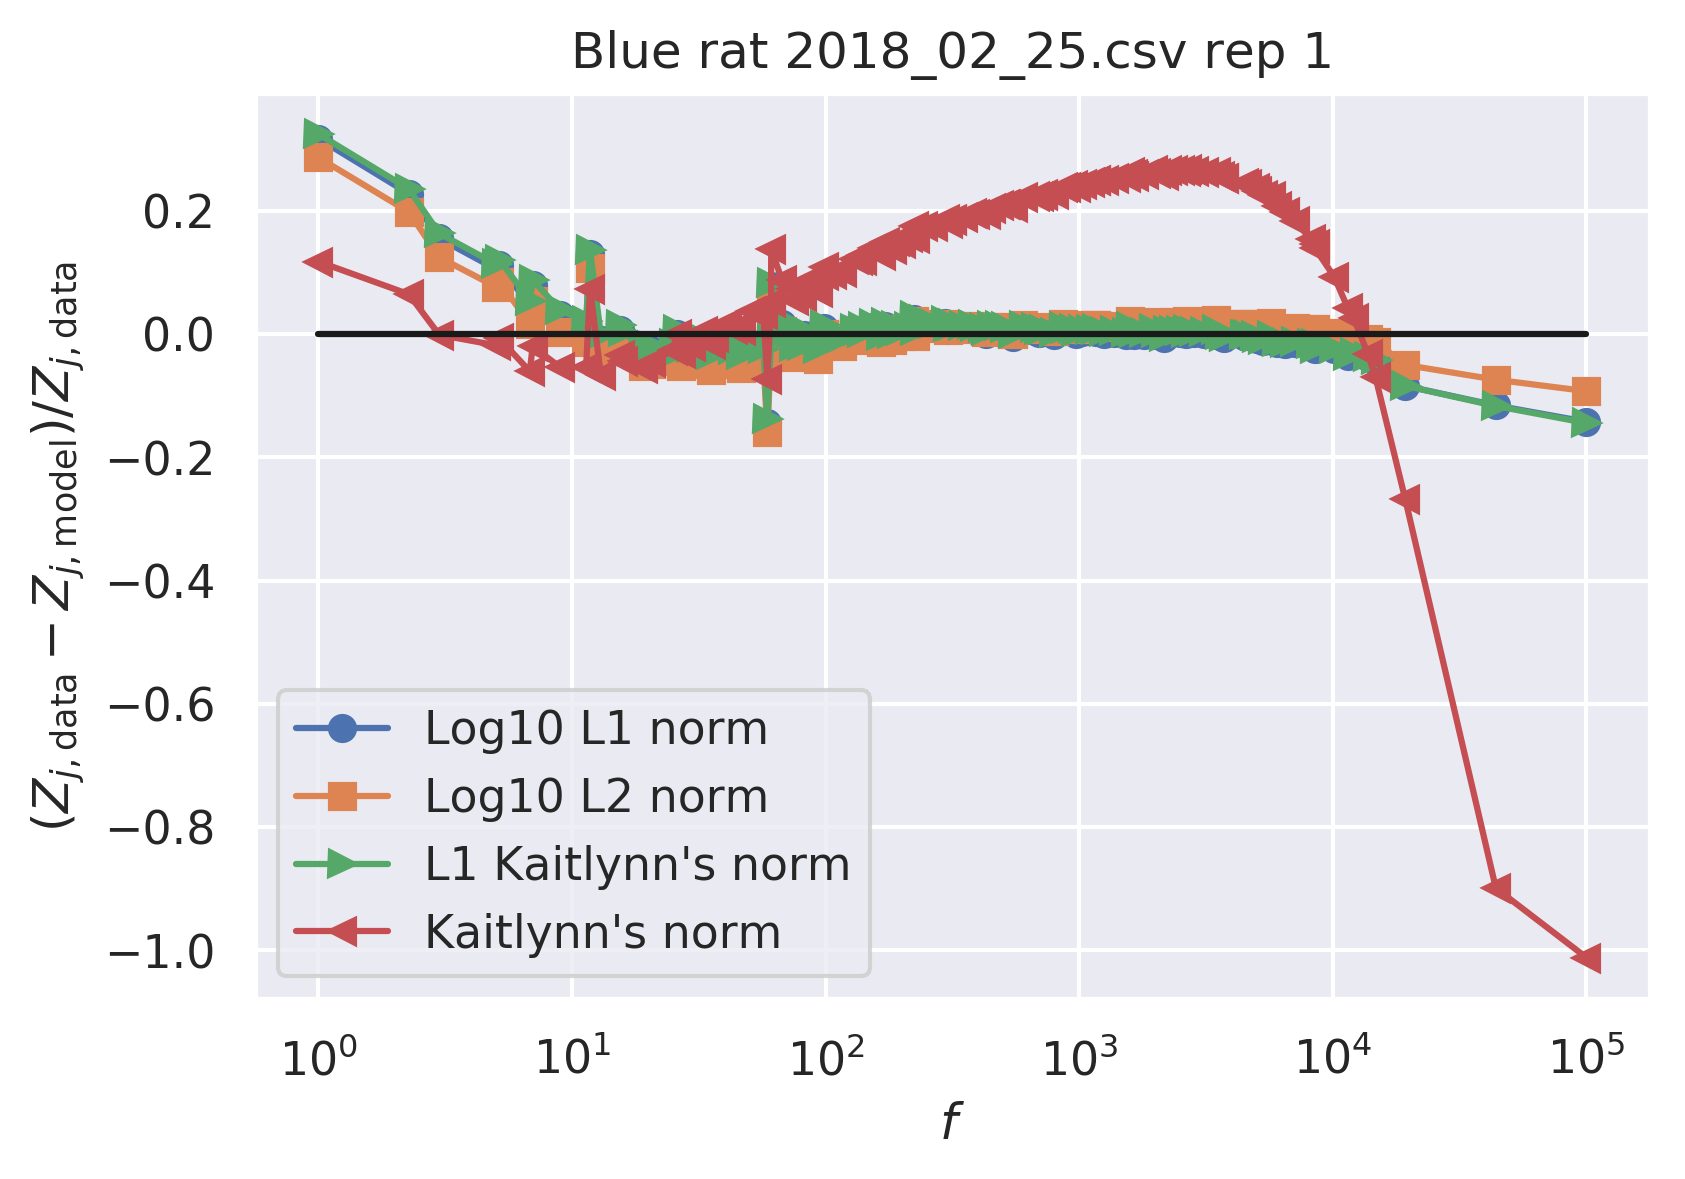 Blue rat 2018_02_25.csv rep 1
(Z_{j, data} − Z_{j, model})/Z_{j, data}
0.2
0.0
−0.2
−0.4
−0.6
−0.8
−1.0
Log10 L1 norm
Log10 L2 norm
L1 Kaitlynn's norm
Kaitlynn's norm
10^0 10^1 10^2 10^3 10^4 10^5
f